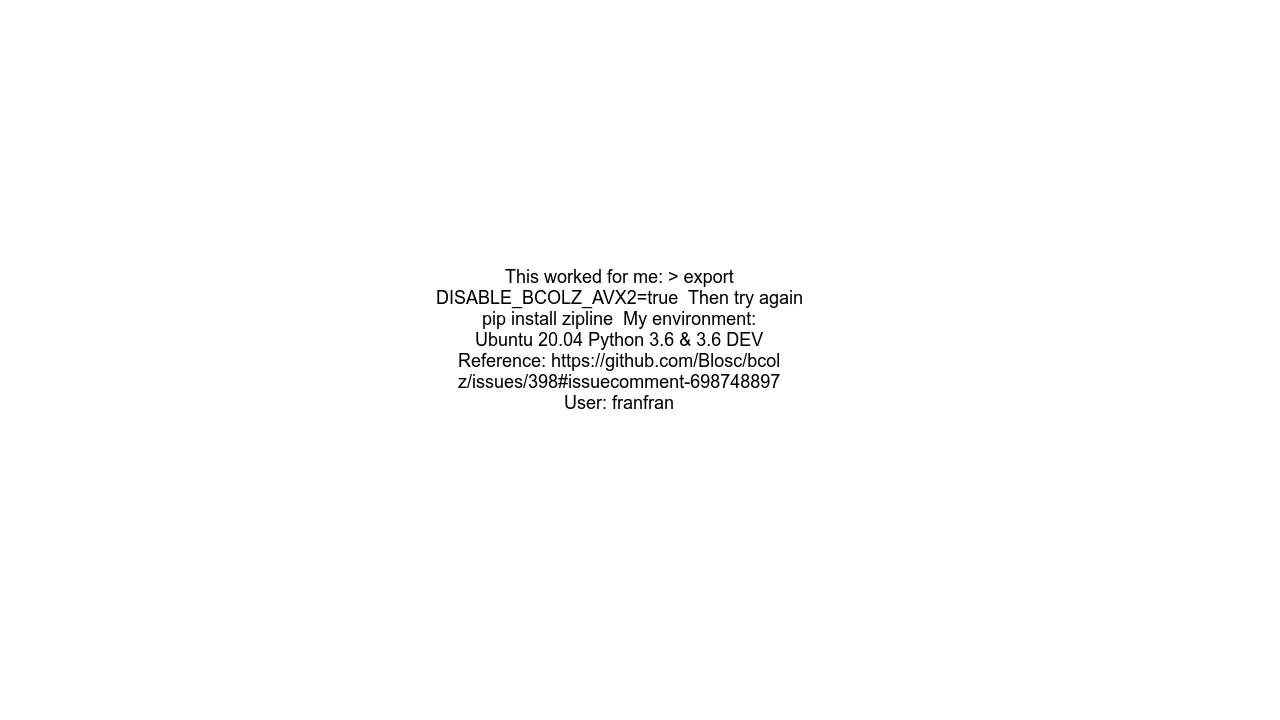 This worked for me: > export
DISABLE_BCOLZ_AVX2=true  Then try again
pip install zipline  My environment:
Ubuntu 20.04 Python 3.6 & 3.6 DEV
Reference: https://github.com/Blosc/bcol
z/issues/398#issuecomment-698748897
User: franfran